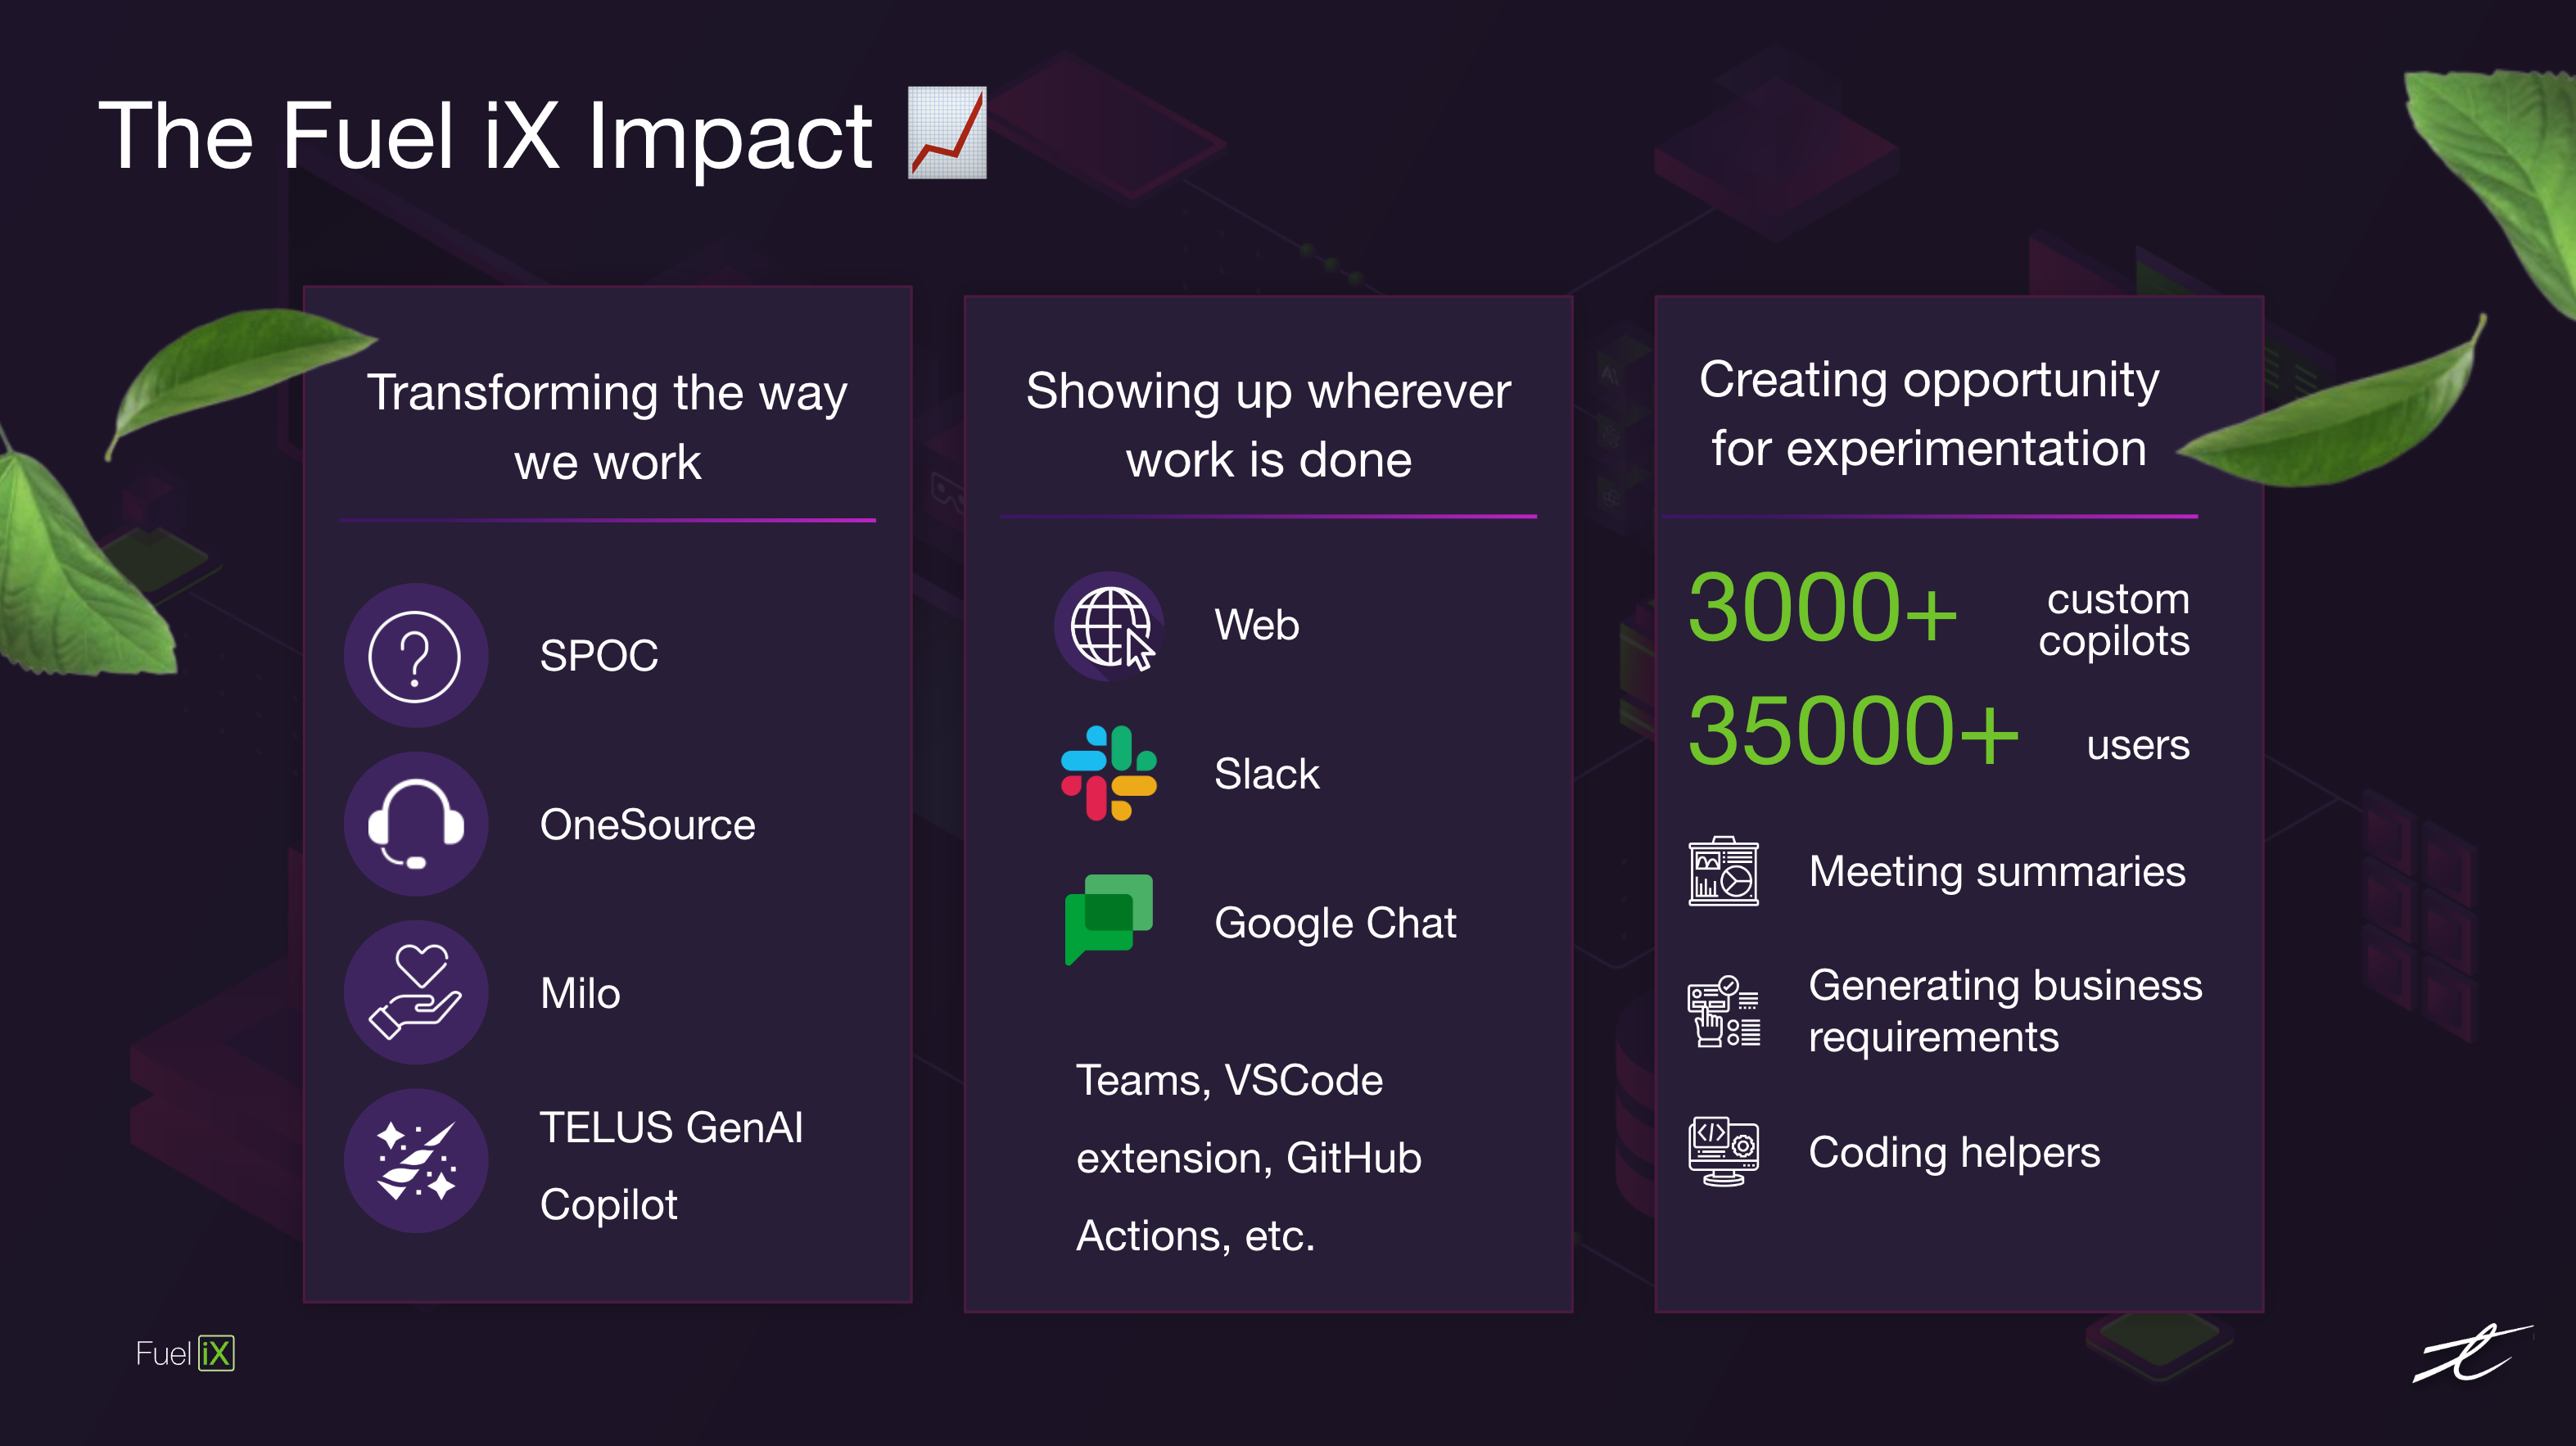 The Fuel iX Impact
Transforming the way
we work
SPOC
OneSource
Milo
TELUS GenAI
Copilot
Showing up wherever
work is done
Web
Slack
Google Chat
Teams, VSCode
extension, GitHub
Actions, etc.
Creating opportunity
for experimentation
3000+ custom
copilots
35000+ users
Meeting summaries
Generating business
requirements
Coding helpers
Fuel iX